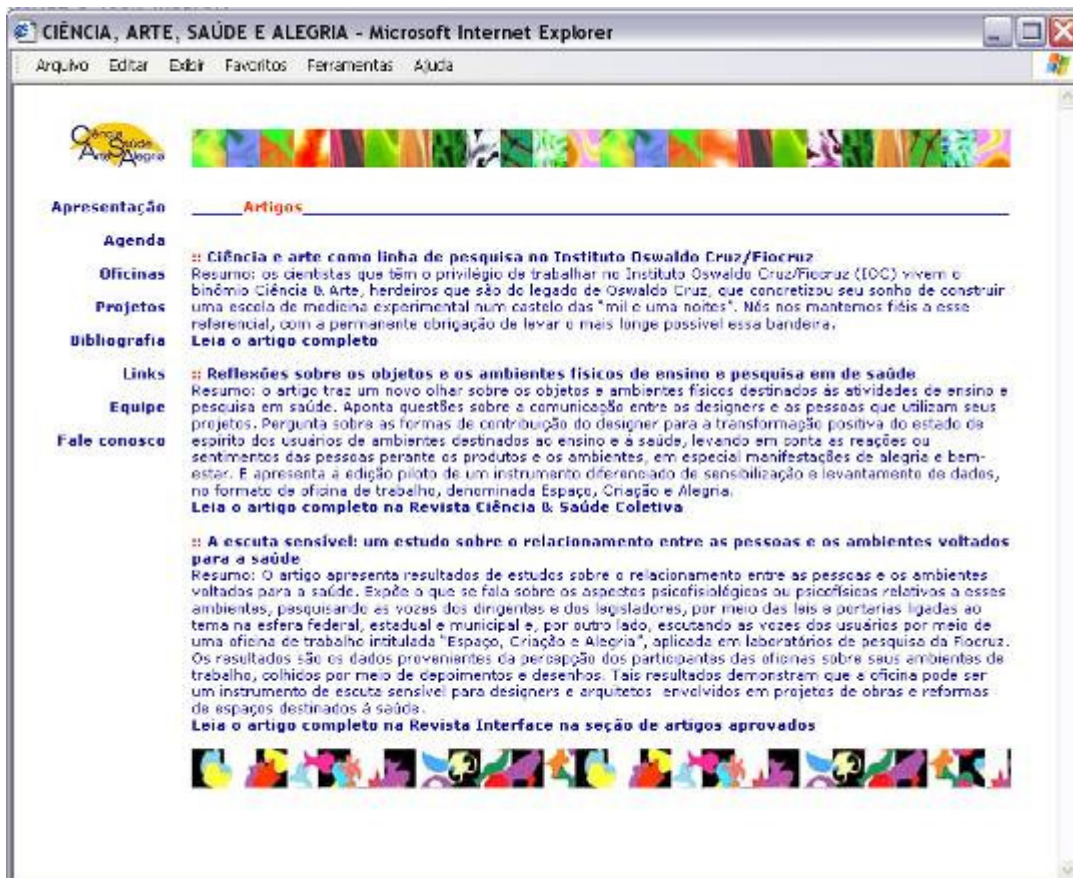 CIÊNCIA, ARTE, SAÚDE E ALEGRIA - Microsoft Internet Explorer
Arquivo Editar Exibir Favoritos Ferramentas Ajuda
Ciência
Saúde
Arte Alegria
Apresentação
Agenda
Oficinas
Projetos
Bibliografia
Links
Equipe
Fale conosco
Artigos
:: Ciência e arte como linha de pesquisa no Instituto Oswaldo Cruz/Fiocruz
Resumo: os cientistas que têm o privilégio de trabalhar no Instituto Oswaldo Cruz/Fiocruz (IOC) vivem o
binômio Ciência & Arte, herdeiros que são do legado de Oswaldo Cruz, que concretizou seu sonho de construir
uma escola de medicina experimental num castelo das "mil e uma noites". Nós nos mantemos fiéis a esse
referencial, com a permanente obrigação de levar o mais longe possível essa bandeira.
Leia o artigo completo
:: Reflexões sobre os objetos e os ambientes físicos de ensino e pesquisa em de saúde
Resumo: o artigo traz um novo olhar sobre os objetos e ambientes físicos destinados às atividades de ensino e
pesquisa em saúde. Aponta questões sobre a comunicação entre os designers e as pessoas que utilizam seus
projetos. Pergunta sobre as formas de contribuição do designer para a transformação positiva do estado de
espírito dos usuários de ambientes destinados ao ensino e á saúde, levando em conta as reações ou
sentimentos das pessoas perante os produtos e os ambientes, em especial manifestações de alegria e bem-
estar. E apresenta a edição piloto de um instrumento diferenciado de sensibilização e levantamento de dados,
no formato de oficina de trabalho, denominada Espaço, Criação e Alegria.
Leia o artigo completo na Revista Ciência & Saúde Coletiva
:: A escuta sensível: um estudo sobre o relacionamento entre as pessoas e os ambientes voltados
para a saúde
Resumo: O artigo apresenta resultados de estudos sobre o relacionamento entre as pessoas e os ambientes
voltados para a saúde. Expõe o que se fala sobre os aspectos psicofisiológicos ou psicofísicos relativos a esses
ambientes, pesquisando as vozes dos dirigentes e dos legisladores, por meio das leis e portarias ligadas ao
tema na esfera federal, estadual e municipal e, por outro lado, escutando as vozes dos usuários por meio de
uma oficina de trabalho intitulada "Espaço, Criação e Alegria", aplicada em laboratórios de pesquisa da Fiocruz.
Os resultados são os dados provenientes da percepção dos participantes das oficinas sobre seus ambientes de
trabalho, colhidos por meio de depoimentos e desenhos. Tais resultados demonstram que a oficina pode ser
um instrumento de escuta sensível para designers e arquitetos envolvidos em projetos de obras e reformas
de espaços destinados á saúde.
Leia o artigo completo na Revista Interface na seção de artigos aprovados